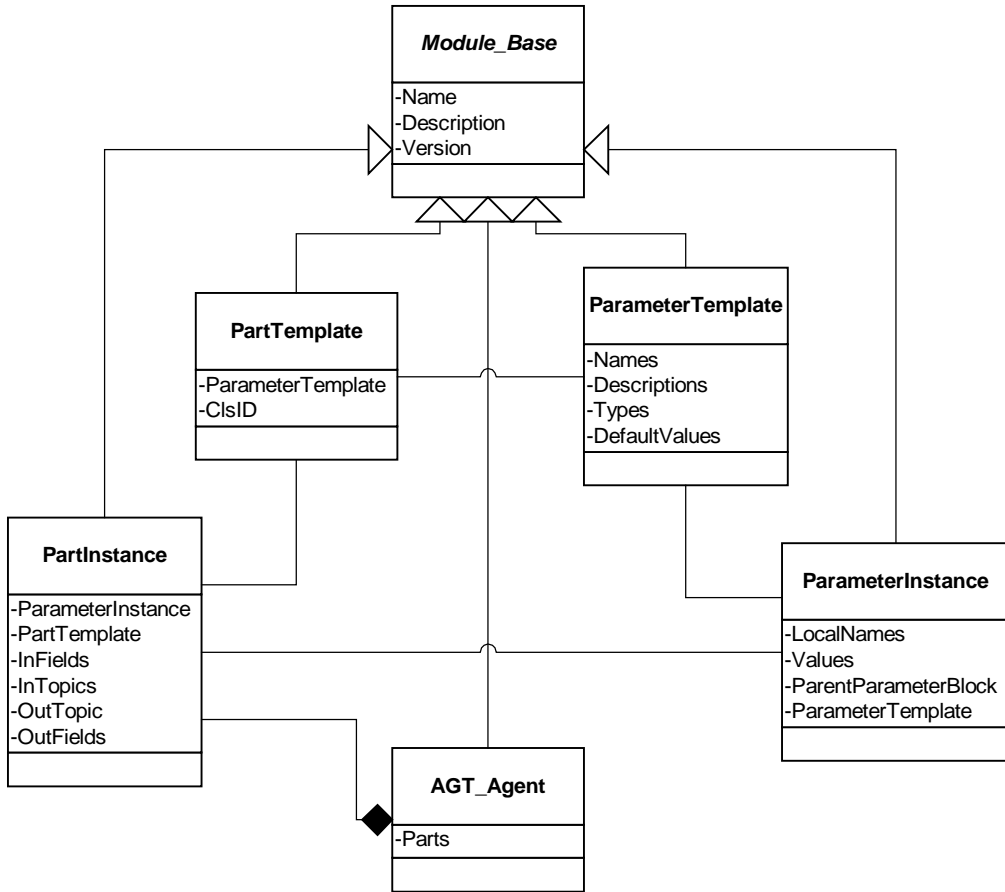 Module_Base
-Name
-Description
-Version
PartTemplate
-ParameterTemplate
-ClsID
ParameterTemplate
-Names
-Descriptions
-Types
-DefaultValues
PartInstance
-ParameterInstance
-PartTemplate
-InFields
-InTopics
-OutTopic
-OutFields
ParameterInstance
-LocalNames
-Values
-ParentParameterBlock
-ParameterTemplate
AGT_Agent
-Parts